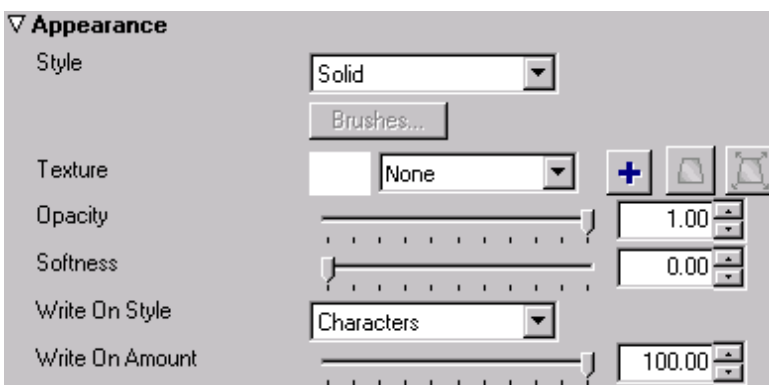 Appearance
Style Solid
Brushes...
Texture None
Opacity 1.00
Softness 0.00
Write On Style Characters
Write On Amount 100.00